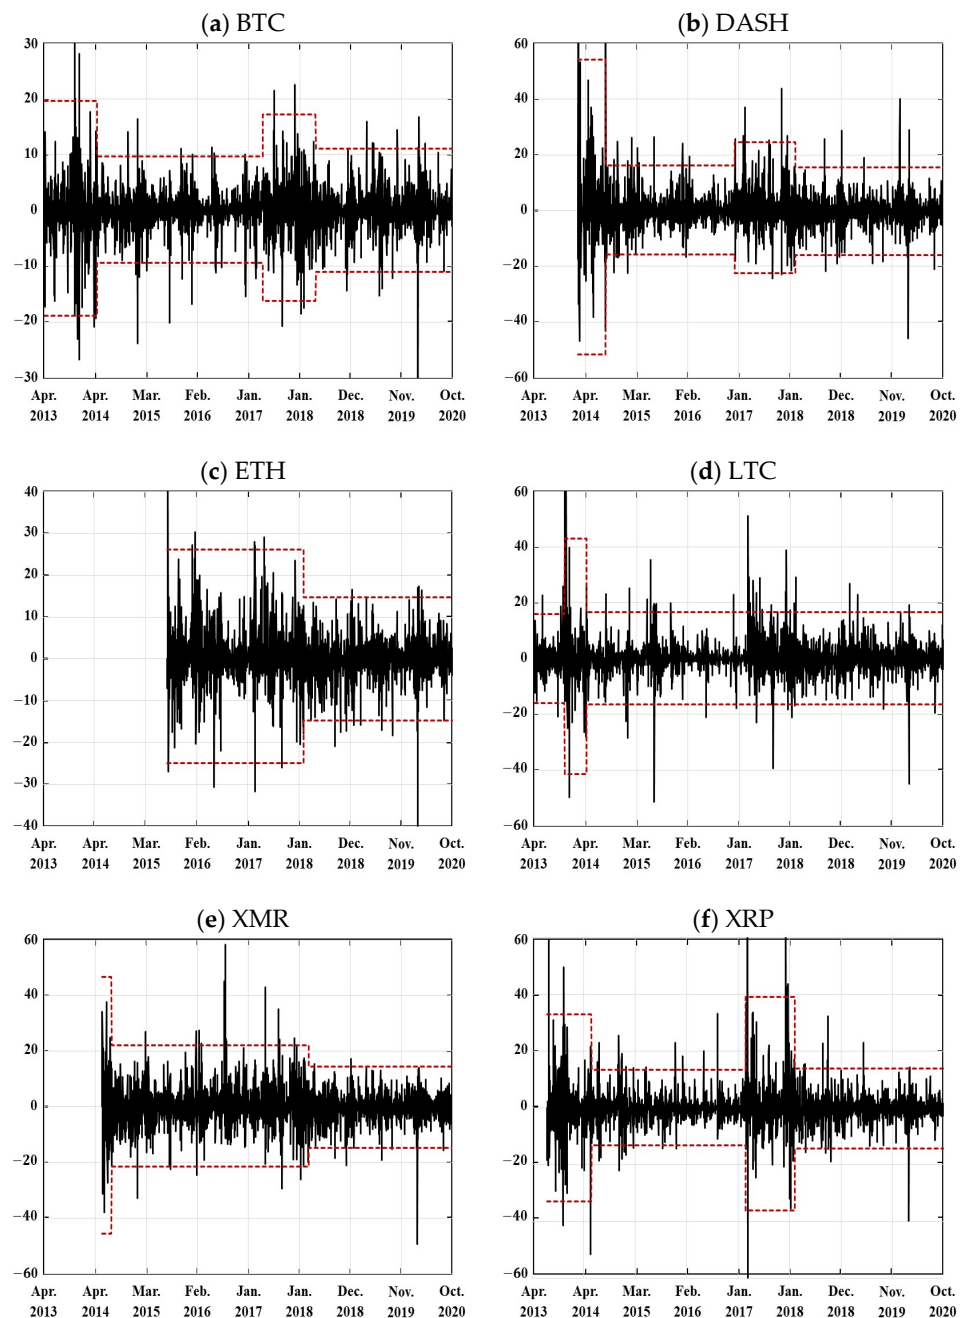 (a) BTC
(b) DASH
30
20
10
0
−10
−20
−30
Apr. Apr. Mar. Feb. Jan. Jan. Dec. Nov. Oct.
2013 2014 2015 2016 2017 2018 2018 2019 2020
60
40
20
0
−20
−40
−60
Apr. Apr. Mar. Feb. Jan. Jan. Dec. Nov. Oct.
2013 2014 2015 2016 2017 2018 2018 2019 2020
(c) ETH
(d) LTC
40
30
20
10
0
−10
−20
−30
−40
Apr. Apr. Mar. Feb. Jan. Jan. Dec. Nov. Oct.
2013 2014 2015 2016 2017 2018 2018 2019 2020
60
40
20
0
−20
−40
−60
Apr. Apr. Mar. Feb. Jan. Jan. Dec. Nov. Oct.
2013 2014 2015 2016 2017 2018 2018 2019 2020
(e) XMR
(f) XRP
60
40
20
0
−20
−40
−60
Apr. Apr. Mar. Feb. Jan. Jan. Dec. Nov. Oct.
2013 2014 2015 2016 2017 2018 2018 2019 2020
60
40
20
0
−20
−40
−60
Apr. Apr. Mar. Feb. Jan. Jan. Dec. Nov. Oct.
2013 2014 2015 2016 2017 2018 2018 2019 2020